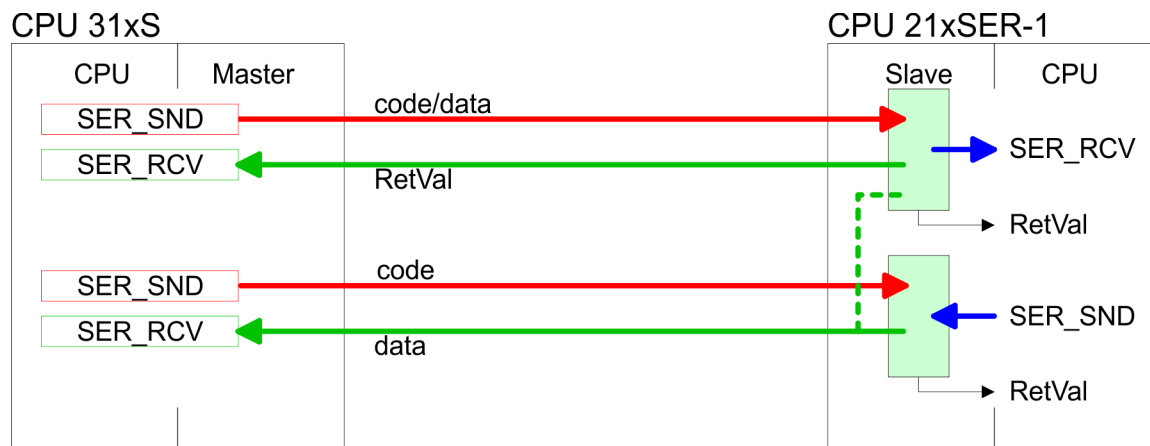 CPU 31xS
CPU 21xSER-1
CPU
Master
Slave
CPU
SER_SND
code/data
SER_RCV
SER_RCV
RetVal
RetVal
SER_SND
code
SER_SND
SER_RCV
data
RetVal